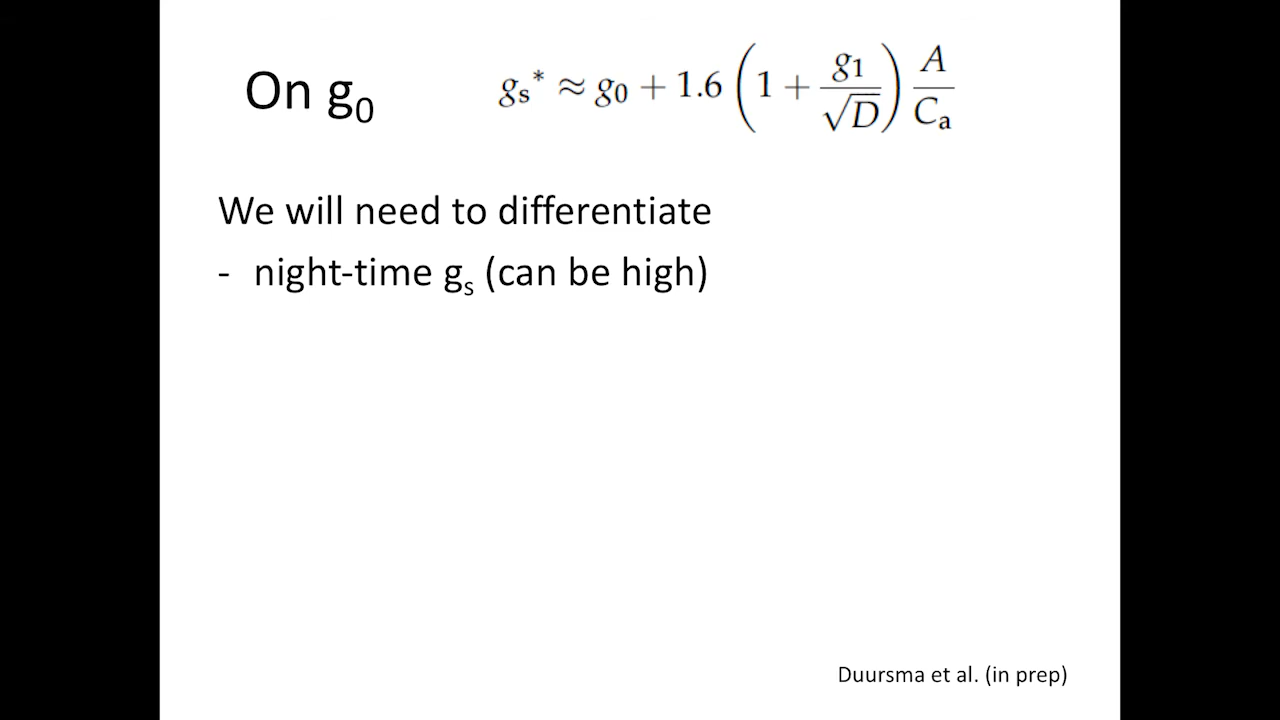 On g₀
gₛ* ≈ g₀ + 1.6 (1 + g₁/√D) A/Cₐ
We will need to differentiate
- night-time gₛ (can be high)
Duursma et al. (in prep)